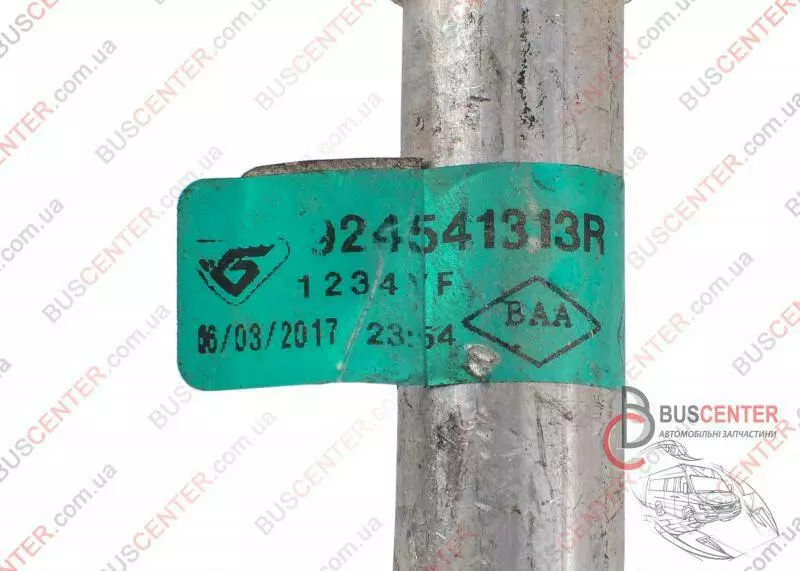 924541313R
1234YF
06/03/2017 23:54
BAA
BUSCENTER
АВТОМОБІЛЬНІ ЗАПЧАСТИНИ
BUSCENTER.com.ua